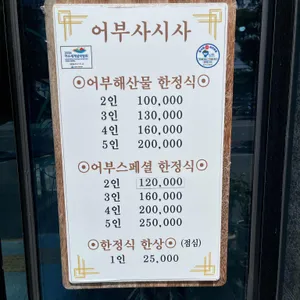 어부사시사
⊙어부해산물 한정식⊙
2인 100,000
3인 130,000
4인 160,000
5인 200,000
⊙어부스페셜 한정식⊙
2인 120,000
3인 160,000
4인 200,000
5인 250,000
⊙한정식 한상⊙ (점심)
1인 25,000